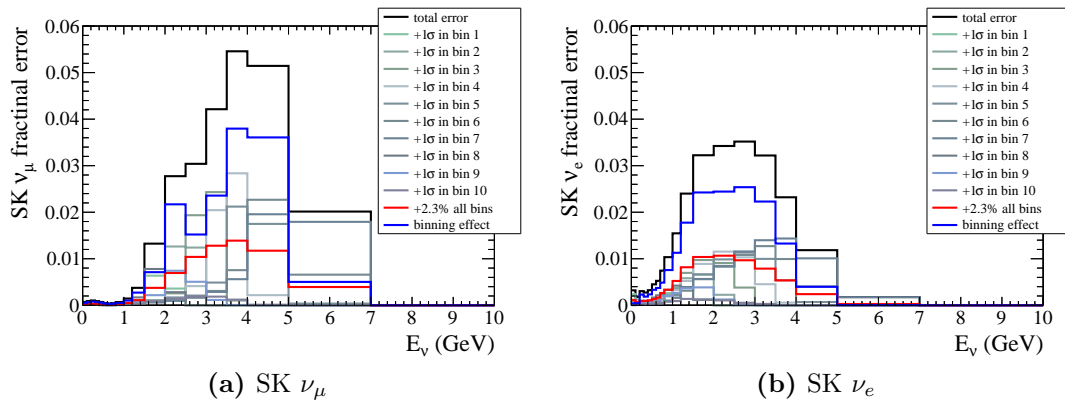 SK νμ fractinal error
0.06
0.05
0.04
0.03
0.02
0.01
0
0 1 2 3 4 5 6 7 8 9 10
Eν (GeV)
total error
+1σ in bin 1
+1σ in bin 2
+1σ in bin 3
+1σ in bin 4
+1σ in bin 5
+1σ in bin 6
+1σ in bin 7
+1σ in bin 8
+1σ in bin 9
+1σ in bin 10
+2.3% all bins
binning effect
(a) SK νμ
SK νe fractinal error
0.06
0.05
0.04
0.03
0.02
0.01
0
0 1 2 3 4 5 6 7 8 9 10
Eν (GeV)
total error
+1σ in bin 1
+1σ in bin 2
+1σ in bin 3
+1σ in bin 4
+1σ in bin 5
+1σ in bin 6
+1σ in bin 7
+1σ in bin 8
+1σ in bin 9
+1σ in bin 10
+2.3% all bins
binning effect
(b) SK νe